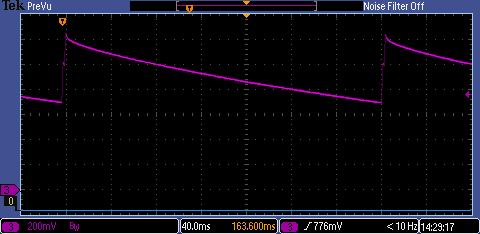 Tek PreVu Noise Filter Off
T
T
3
0
3 200mV BW 40.0ms 163.600ms 3 776mV < 10 Hz 14:29:17